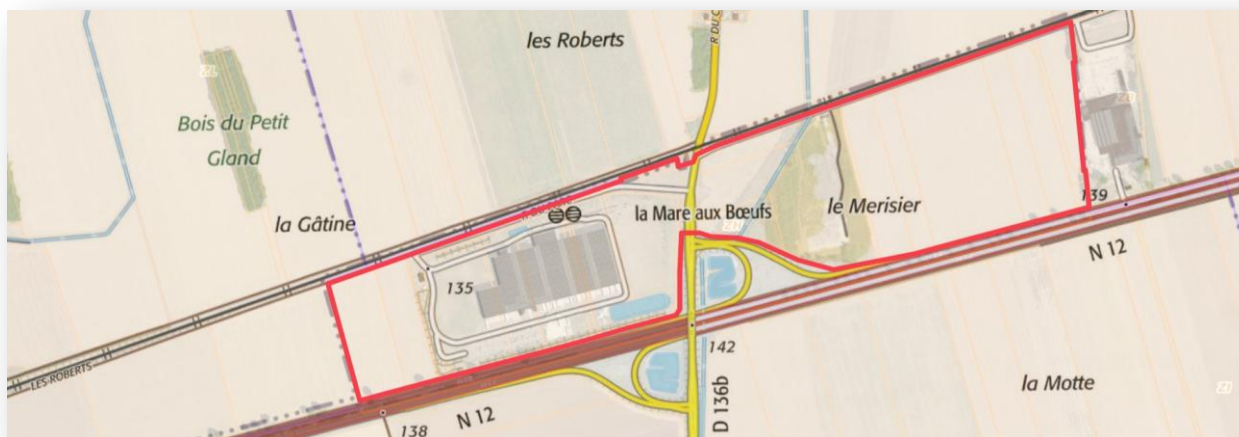 les Roberts
R DU C
ZL
Bois du Petit
Gland
la Gâtine
la Mare aux Bœufs
le Merisier
139
N 12
135
142
LES ROBERTS
la Motte
D 136b
N 12
138